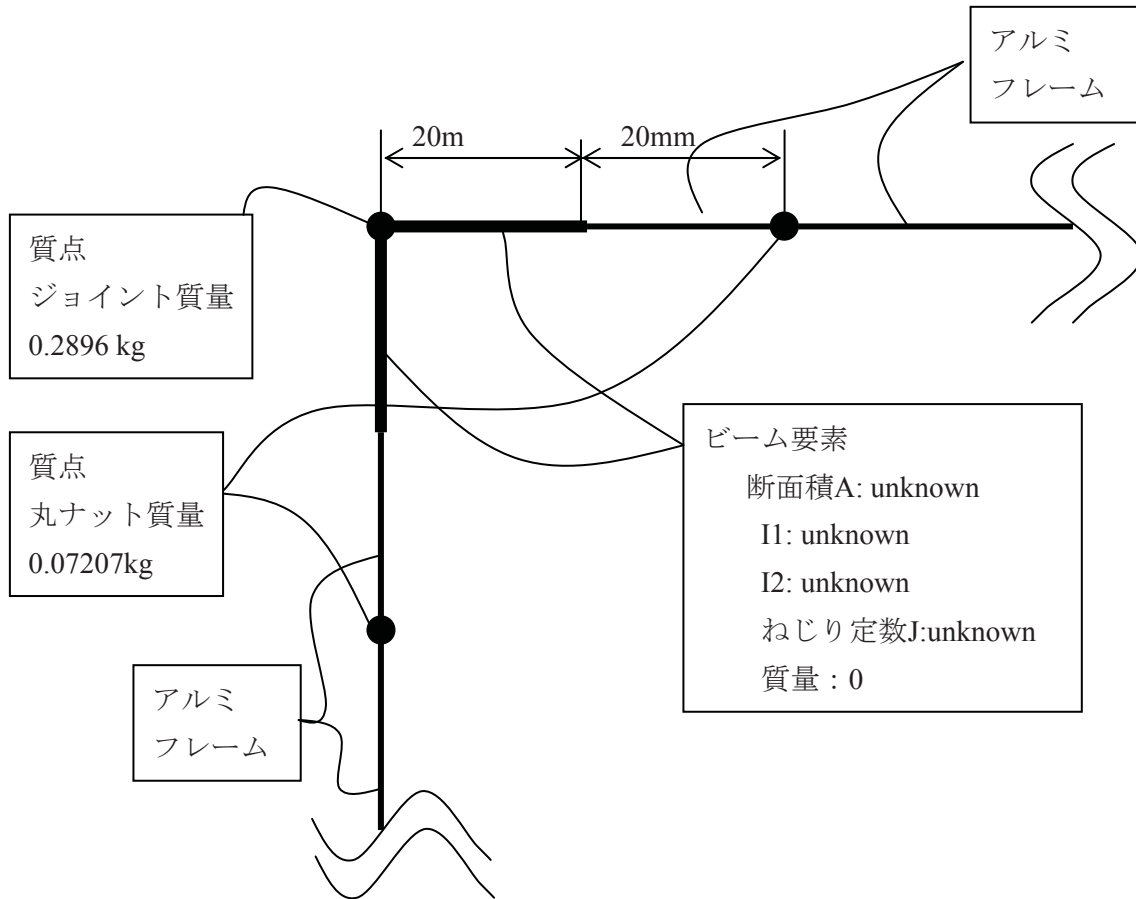 アルミ
フレーム
20m
20mm
質点
ジョイント質量
0.2896 kg
質点
丸ナット質量
0.07207kg
ビーム要素
断面積A: unknown
I1: unknown
I2: unknown
ねじり定数J:unknown
質量：0
アルミ
フレーム